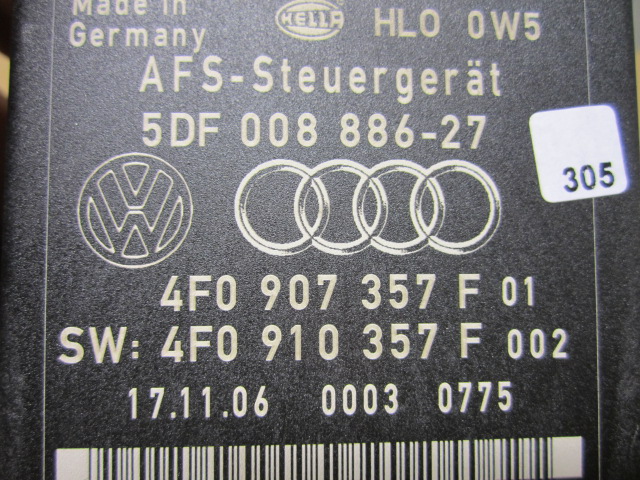 Made in
Germany
HELLA
HLO 0W5
AFS-Steuergerät
5DF 008 886-27
305
4F0 907 357 F 01
SW: 4F0 910 357 F 002
17.11.06 0003 0775